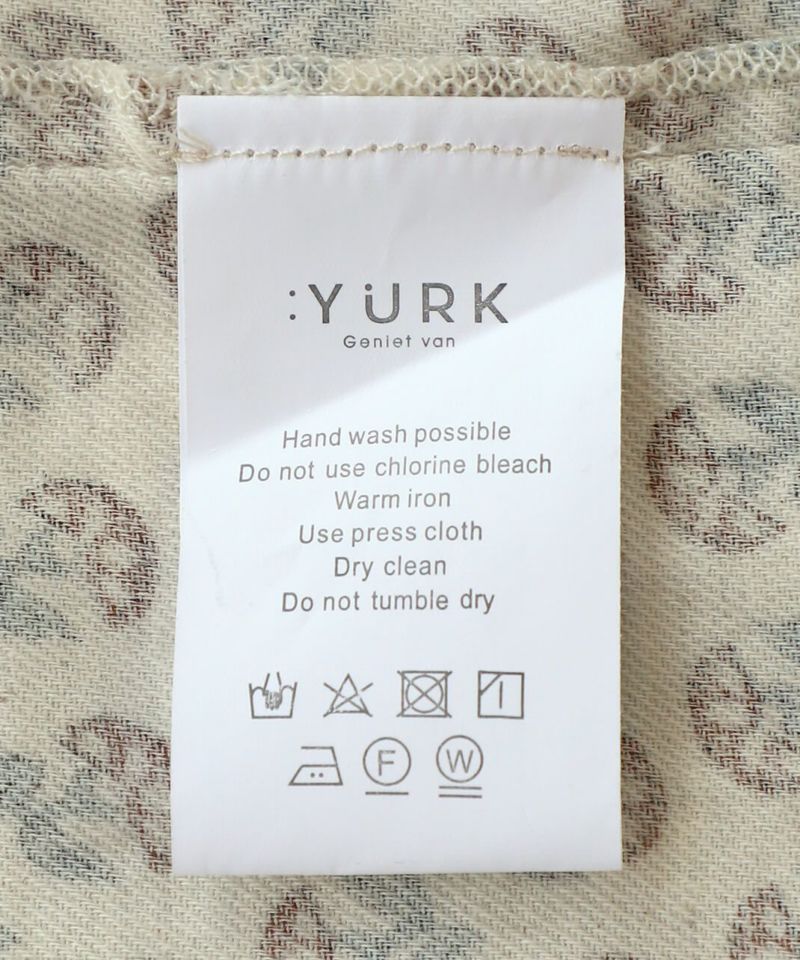 :YÜRK
Geniet van
Hand wash possible
Do not use chlorine bleach
Warm iron
Use press cloth
Dry clean
Do not tumble dry
F
W